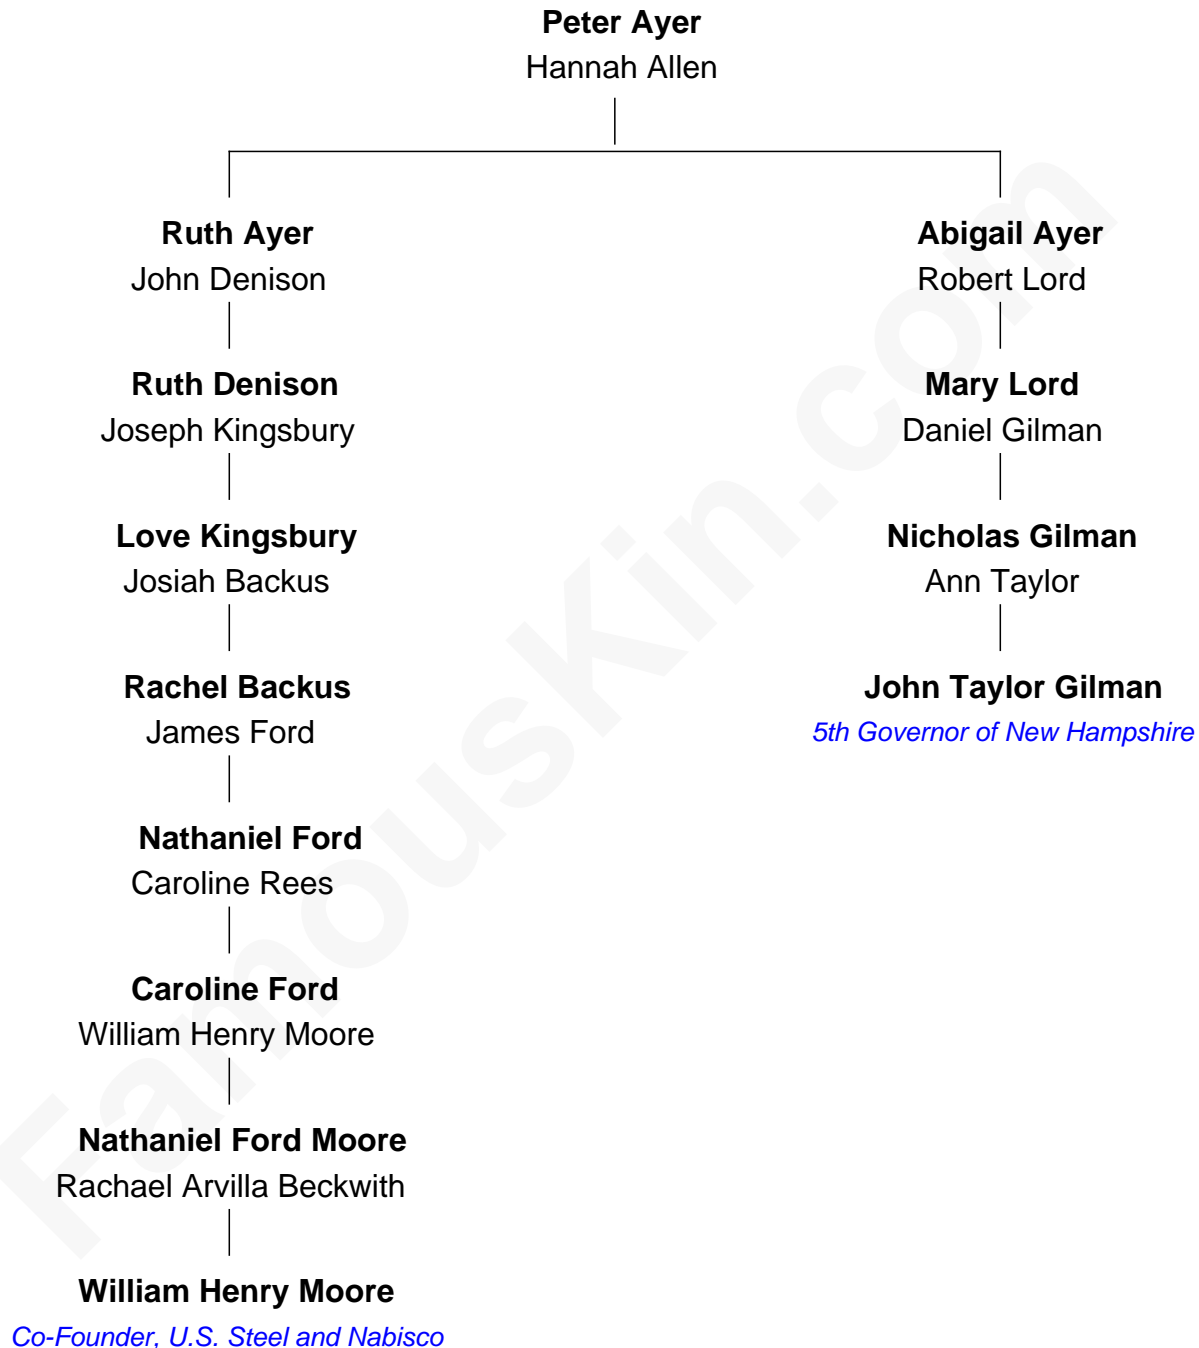 Peter Ayer
Hannah Allen
Ruth Ayer
John Denison
Abigail Ayer
Robert Lord
Ruth Denison
Joseph Kingsbury
Mary Lord
Daniel Gilman
Love Kingsbury
Josiah Backus
Nicholas Gilman
Ann Taylor
Rachel Backus
James Ford
John Taylor Gilman
5th Governor of New Hampshire
Nathaniel Ford
Caroline Rees
Caroline Ford
William Henry Moore
Nathaniel Ford Moore
Rachael Arvilla Beckwith
William Henry Moore
Co-Founder, U.S. Steel and Nabisco
FamousKin.com